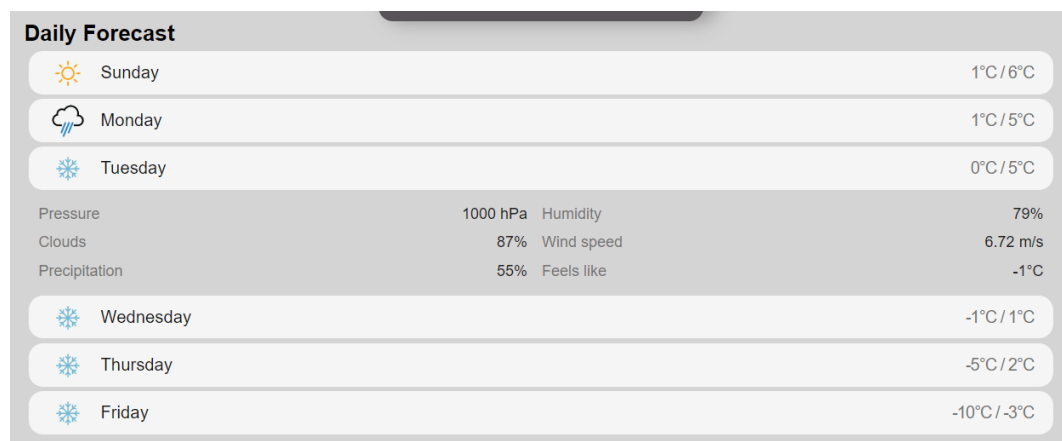 Daily Forecast
Sunday 1°C / 6°C
Monday 1°C / 5°C
Tuesday 0°C / 5°C
Pressure 1000 hPa Humidity 79%
Clouds 87% Wind speed 6.72 m/s
Precipitation 55% Feels like -1°C
Wednesday -1°C / 1°C
Thursday -5°C / 2°C
Friday -10°C / -3°C